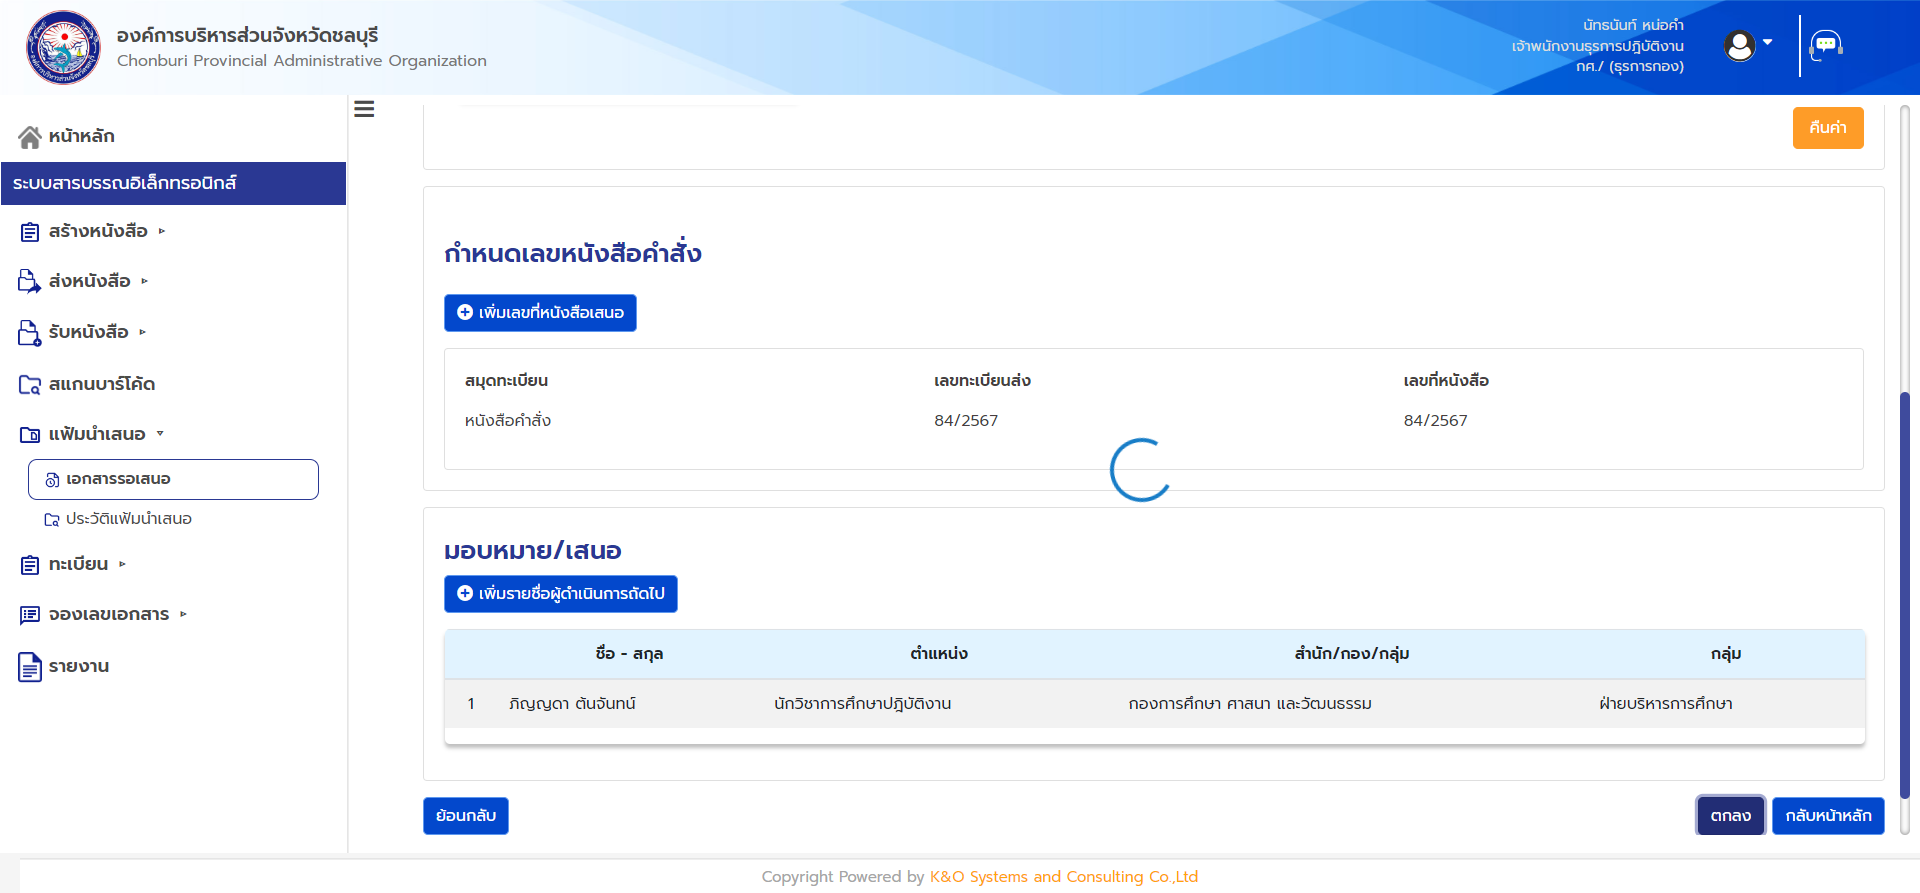 องค์การบริหารส่วนจังหวัดชลบุรี
Chonburi Provincial Administrative Organization
นัทธนันท์ หน่อคำ
เจ้าพนักงานธุรการปฏิบัติงาน
กศ./ (ธุรการกอง)
หน้าหลัก
ระบบสารบรรณอิเล็กทรอนิกส์
สร้างหนังสือ
ส่งหนังสือ
รับหนังสือ
สแกนบาร์โค้ด
แฟ้มนำเสนอ
เอกสารรอเสนอ
ประวัติแฟ้มนำเสนอ
ทะเบียน
จองเลขเอกสาร
รายงาน
คืนค่า
กำหนดเลขหนังสือคำสั่ง
เพิ่มเลขที่หนังสือเสนอ
สมุดทะเบียน เลขทะเบียนส่ง เลขที่หนังสือ
หนังสือคำสั่ง 84/2567 84/2567
มอบหมาย/เสนอ
เพิ่มรายชื่อผู้ดำเนินการถัดไป
ชื่อ - สกุล ตำแหน่ง สำนัก/กอง/กลุ่ม กลุ่ม
1 ภิญญดา ต้นจันทน์ นักวิชาการศึกษาปฎิบัติงาน กองการศึกษา ศาสนา และวัฒนธรรม ฝ่ายบริหารการศึกษา
ย้อนกลับ ตกลง กลับหน้าหลัก
Copyright Powered by K&O Systems and Consulting Co.,Ltd